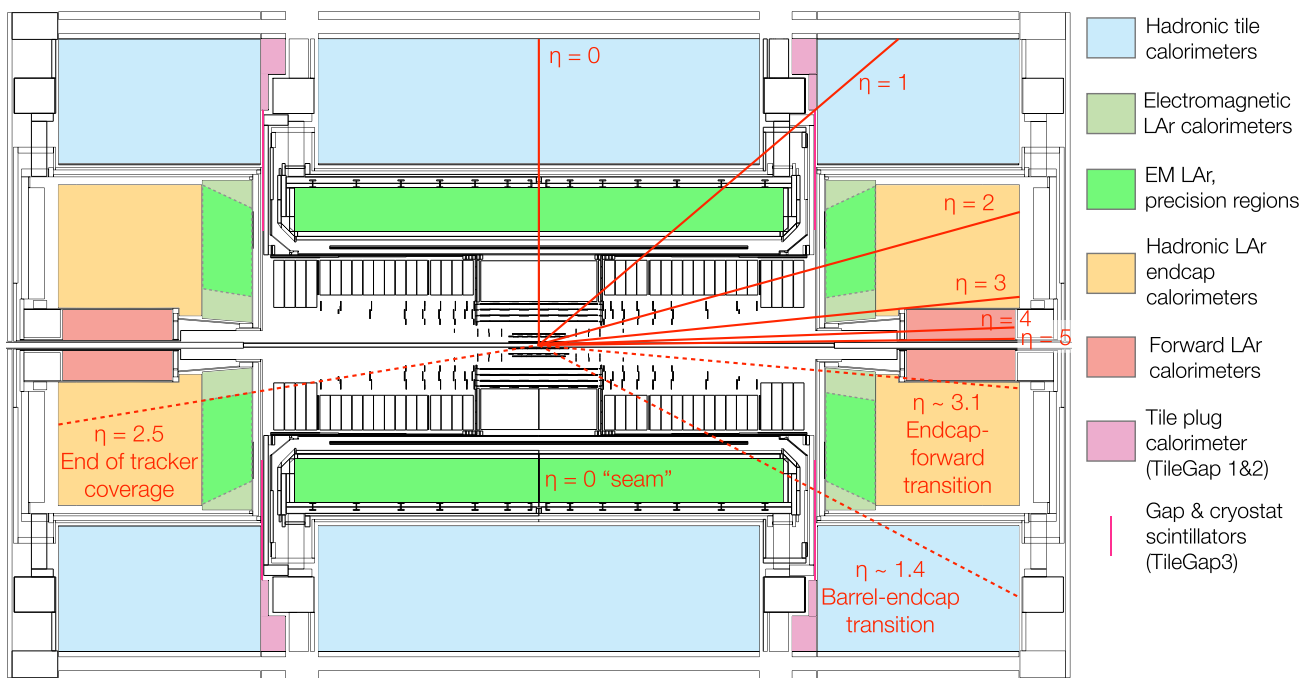 η = 0
η = 1
η = 2
η = 3
η = 4
η = 5
η = 2.5
End of tracker
coverage
η = 0 “seam”
η ~ 3.1
Endcap-
forward
transition
η ~ 1.4
Barrel-endcap
transition
Hadronic tile
calorimeters
Electromagnetic
LAr calorimeters
EM LAr,
precision regions
Hadronic LAr
endcap
calorimeters
Forward LAr
calorimeters
Tile plug
calorimeter
(TileGap 1&2)
Gap & cryostat
scintillators
(TileGap3)